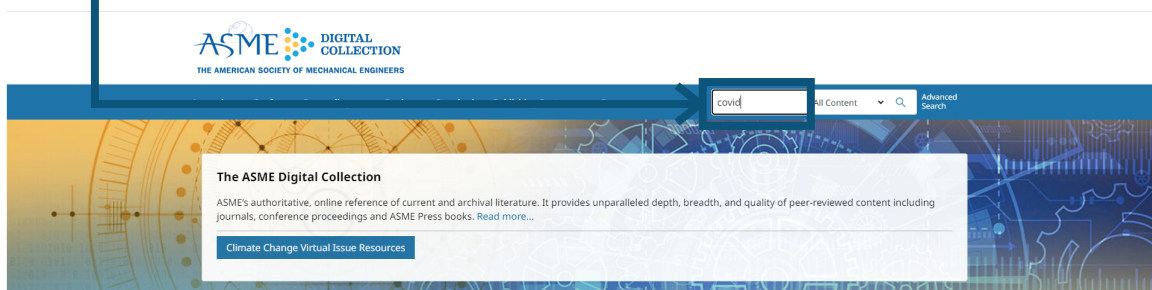 ASME DIGITAL
COLLECTION
THE AMERICAN SOCIETY OF MECHANICAL ENGINEERS
covid All Content Advanced
Search
The ASME Digital Collection
ASME's authoritative, online reference of current and archival literature. It provides unparalleled depth, breadth, and quality of peer-reviewed content including
journals, conference proceedings and ASME Press books. Read more...
Climate Change Virtual Issue Resources